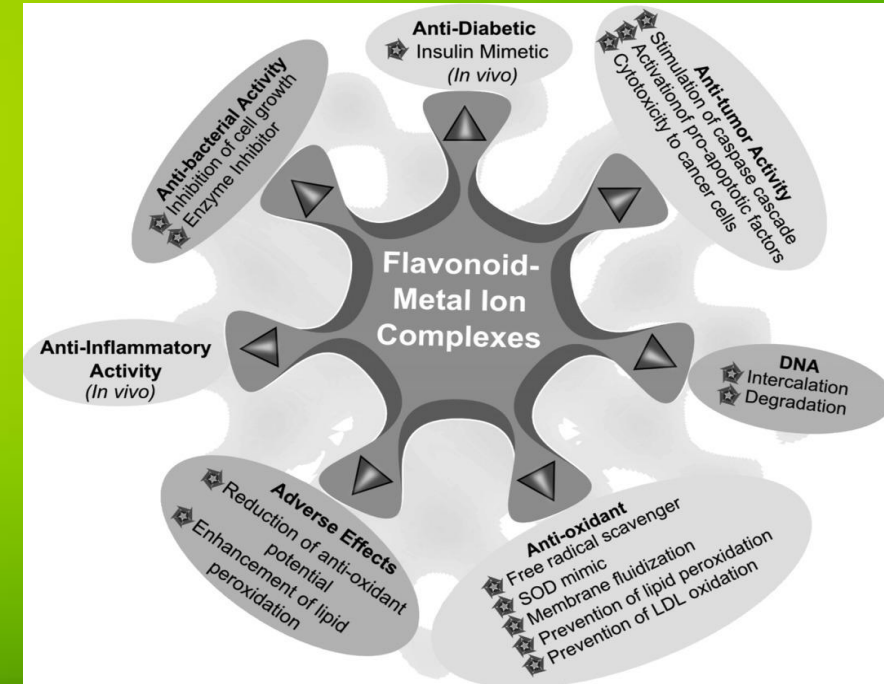 Anti-Diabetic
Insulin Mimetic
(In vivo)
Anti-tumor Activity
Stimulation of caspase cascade
Activationof pro-apoptotic factors
Cytotoxicity to cancer cells
DNA
Intercalation
Degradation
Anti-oxidant
Free radical scavenger
SOD mimic
Membrane fluidization
Prevention of lipid peroxidation
Prevention of LDL oxidation
Adverse Effects
Reduction of anti-oxidant
potential
Enhancement of lipid
peroxidation
Anti-Inflammatory
Activity
(In vivo)
Anti-bacterial Activity
Inhibition of cell growth
Enzyme Inhibitor
Flavonoid-
Metal Ion
Complexes